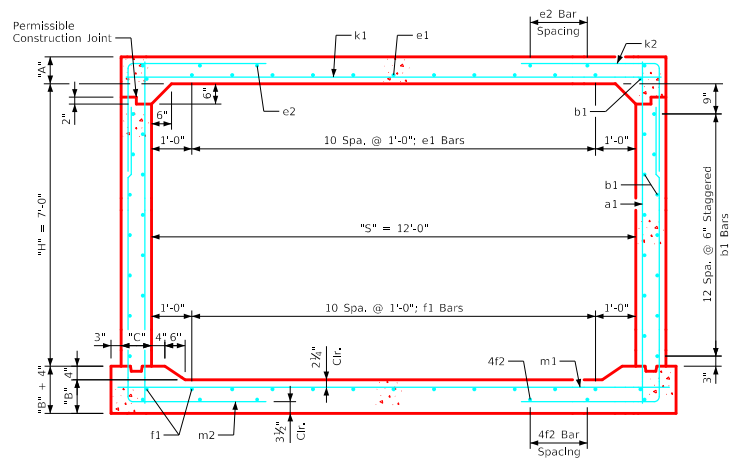 e2 Bar
Spacing
Permissible
Construction Joint
k1
e1
k2
"A"
6"
9"
2"
6"
e2
b1
1'-0"
10 Spa. @ 1'-0"; e1 Bars
1'-0"
b1
a1
"H" = 7'-0"
"S" = 12'-0"
12 Spa. @ 6" Staggered
b1 Bars
1'-0"
10 Spa. @ 1'-0"; f1 Bars
1'-0"
3"
"C"
4"
6"
2¼"
Clr.
4f2
m1
3"
"B" + 4"
"B"
4"
f1
m2
3½"
Clr.
4f2 Bar
Spacing